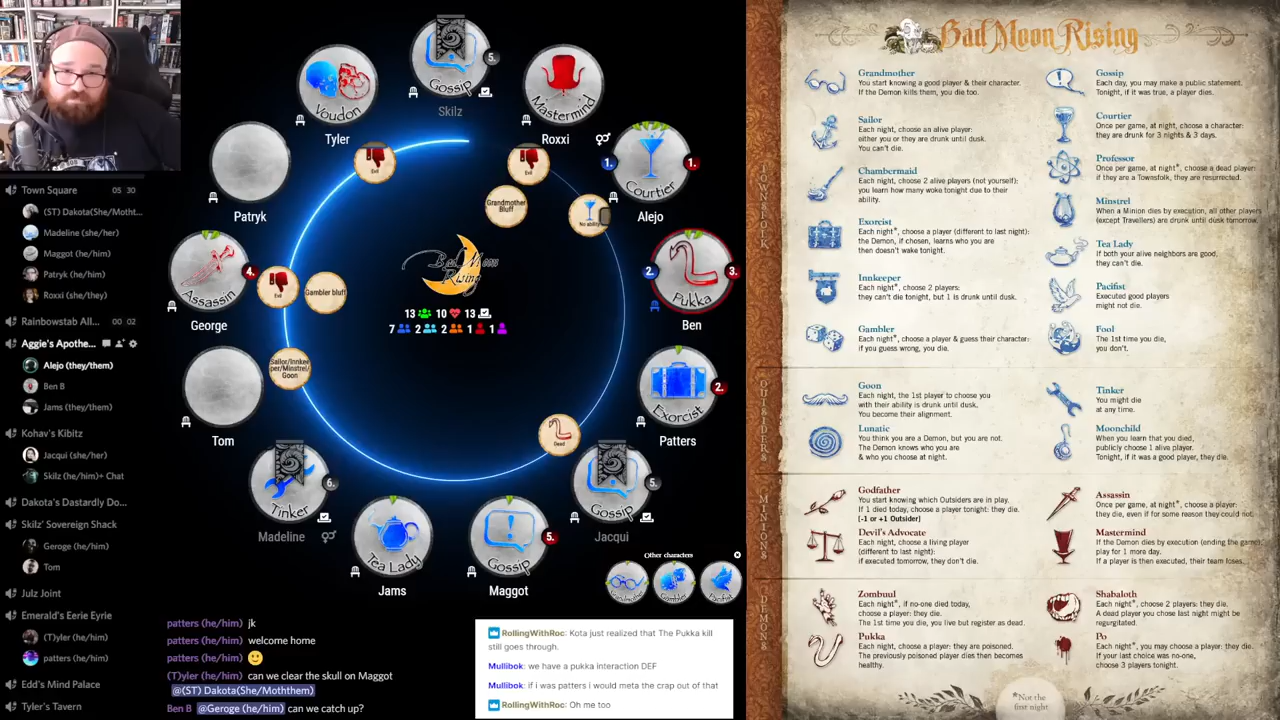 Town Square 05 30
(ST) Dakota(She/Motht...
Madeline (she/her)
Maggot (he/him)
Patryk (he/him)
Roxxi (she/they)
Rainbowstab All... 00 02
Aggie's Apothe...
Alejo (they/them)
Ben B
Jams (they/them)
Kohav's Kibitz
Jacqui (she/her)
Skilz (he/him)+ Chat
Dakota's Dastardly Do...
Skilz' Sovereign Shack
Geroge (he/him)
Tom
Julz Joint
Emerald's Eerie Eyrie
(T)yler (he/him)
patters (he/him)
Edd's Mind Palace
Tyler's Tavern
Gossip
5.
Skilz
Voudon
Tyler
Evil
Mastermind
Roxxi
Evil
Grandmother Bluff
1.
Courtier
1.
Alejo
No ability
2.
Pukka
3.
Ben
Exorcist
2.
Patters
Dead
Gossip
5.
Jacqui
Gossip
5.
Maggot
Tea Lady
Jams
Tinker
6.
Madeline
Tom
Sailor/Innkeeper/Minstrel/Goon
Assassin
4.
George
Evil
Gambler bluff
Patryk
Bad Moon Rising
13 10 13
7 2 2 1 1
Other characters
patters (he/him) jk
patters (he/him) welcome home
patters (he/him) 🙂
(T)yler (he/him) can we clear the skull on Maggot
@(ST) Dakota(She/Moththem)
Ben B @Geroge (he/him) can we catch up?
RollingWithRoc: Kota just realized that The Pukka kill
still goes through.
Mullibok: we have a pukka interaction DEF
Mullibok: if i was patters i would meta the crap out of that
RollingWithRoc: Oh me too
Bad Moon Rising
TOWNSFOLK
Grandmother
You start knowing a good player & their character.
If the Demon kills them, you die too.
Sailor
Each night, choose an alive player:
either you or they are drunk until dusk.
You can't die.
Chambermaid
Each night, choose 2 alive players (not yourself):
you learn how many woke tonight due to their
ability.
Exorcist
Each night*, choose a player (different to last night):
the Demon, if chosen, learns who you are
then doesn't wake tonight.
Innkeeper
Each night*, choose 2 players:
they can't die tonight, but 1 is drunk until dusk.
Gambler
Each night*, choose a player & guess their character:
if you guess wrong, you die.
Gossip
Each day, you may make a public statement.
Tonight, if it was true, a player dies.
Courtier
Once per game, at night, choose a character:
they are drunk for 3 nights & 3 days.
Professor
Once per game, at night*, choose a dead player:
if they are a Townsfolk, they are resurrected.
Minstrel
When a Minion dies by execution, all other players
(except Travellers) are drunk until dusk tomorrow.
Tea Lady
If both your alive neighbors are good,
they can't die.
Pacifist
Executed good players
might not die.
Fool
The 1st time you die,
you don't.
OUTSIDERS
Goon
Each night, the 1st player to choose you
with their ability is drunk until dusk.
You become their alignment.
Lunatic
You think you are a Demon, but you are not.
The Demon knows who you are
& who you choose at night.
Tinker
You might die
at any time.
Moonchild
When you learn that you died,
publicly choose 1 alive player.
Tonight, if it was a good player, they die.
MINIONS
Godfather
You start knowing which Outsiders are in play.
If 1 died today, choose a player tonight: they die.
[-1 or +1 Outsider]
Devil's Advocate
Each night, choose a living player
(different to last night):
if executed tomorrow, they don't die.
Assassin
Once per game, at night*, choose a player:
they die, even if for some reason they could not.
Mastermind
If the Demon dies by execution (ending the game)
play for 1 more day.
If a player is then executed, their team loses.
DEMONS
Zombuul
Each night*, if no-one died today,
choose a player: they die.
The 1st time you die, you live but register as dead.
Pukka
Each night, choose a player: they are poisoned.
The previously poisoned player dies then becomes
healthy.
Shabaloth
Each night*, choose 2 players: they die.
A dead player you chose last night might be
regurgitated.
Po
Each night*, you may choose a player: they die.
If your last choice was no-one,
choose 3 players tonight.
*Not the
first night